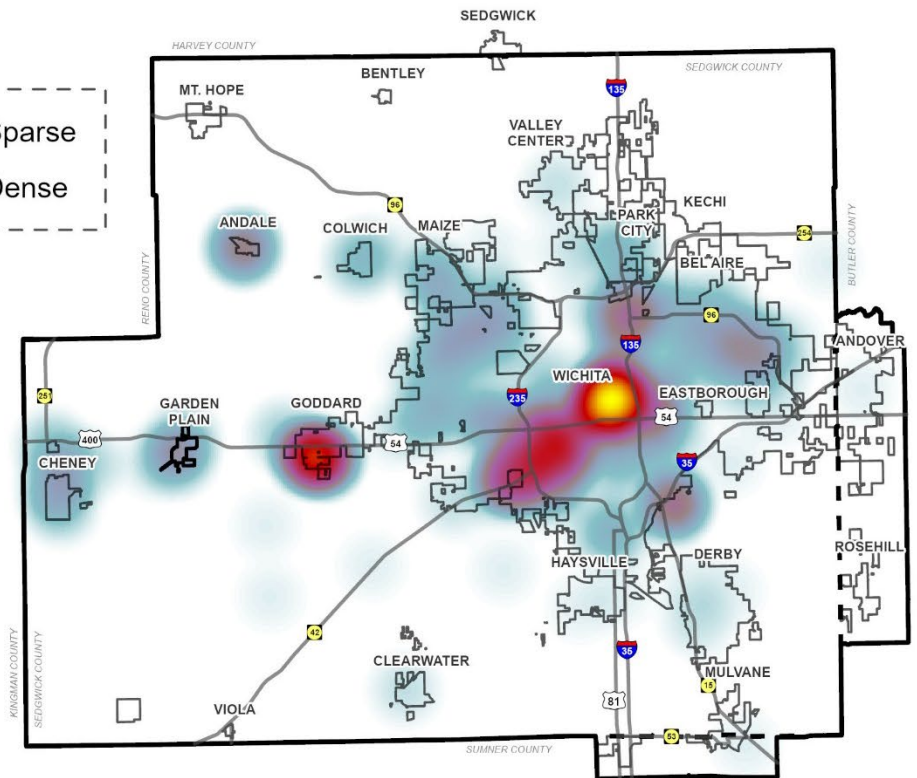 SEDGWICK
HARVEY COUNTY
SEDGWICK COUNTY
BENTLEY
MT. HOPE
135
Sparse
Dense
VALLEY
CENTER
96
KECHI
ANDALE
COLWICH
MAIZE
PARK
CITY
254
BEL AIRE
RENO COUNTY
BUTLER COUNTY
96
135
ANDOVER
WICHITA
EASTBOROUGH
251
235
GARDEN
PLAIN
GODDARD
54
400
54
CHENEY
35
HAYSVILLE
DERBY
ROSEHILL
42
KINGMAN COUNTY
SEDGWICK COUNTY
35
CLEARWATER
MULVANE
15
81
VIOLA
53
SUMNER COUNTY